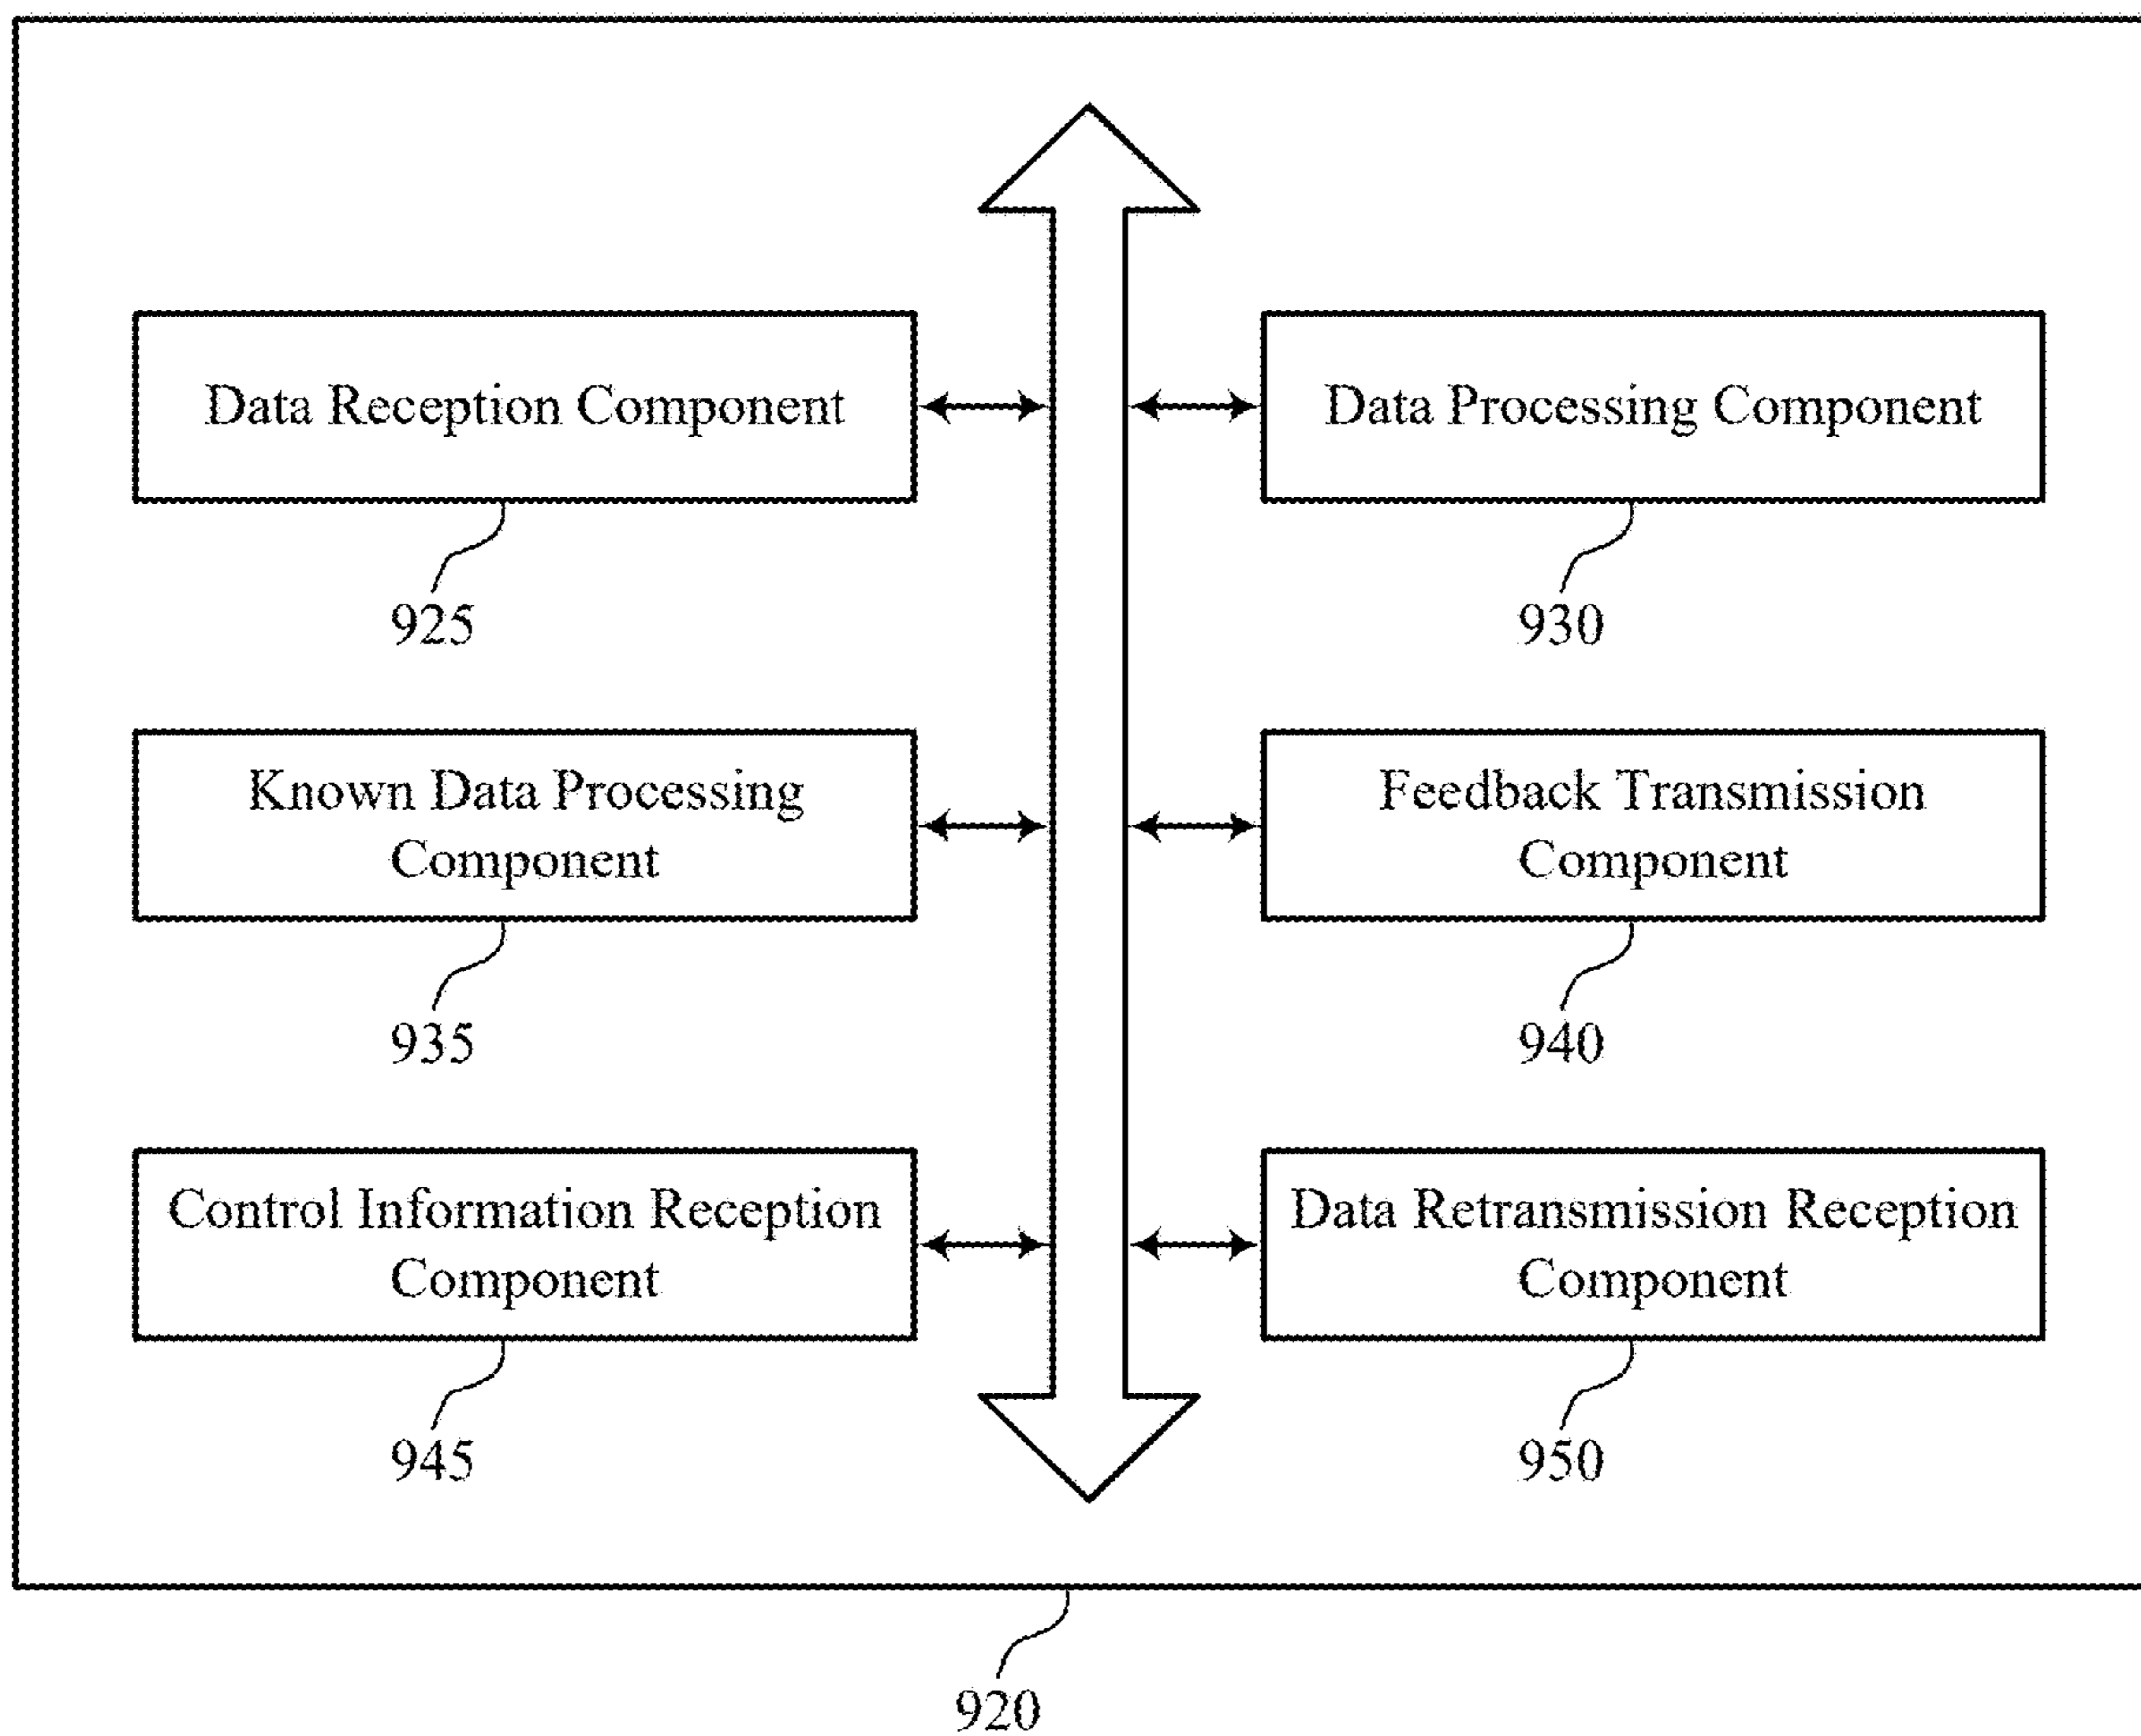 Data Reception Component
925
Data Processing Component
930
Known Data Processing
Component
935
Feedback Transmission
Component
940
Control Information Reception
Component
945
Data Retransmission Reception
Component
950
920